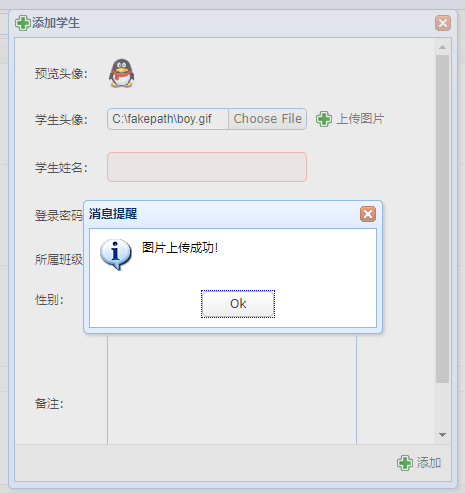 添加学生
预览头像:
学生头像: C:\fakepath\boy.gif Choose File 上传图片
学生姓名:
登录密码
消息提醒
图片上传成功!
所属班级
性别:
Ok
备注:
添加